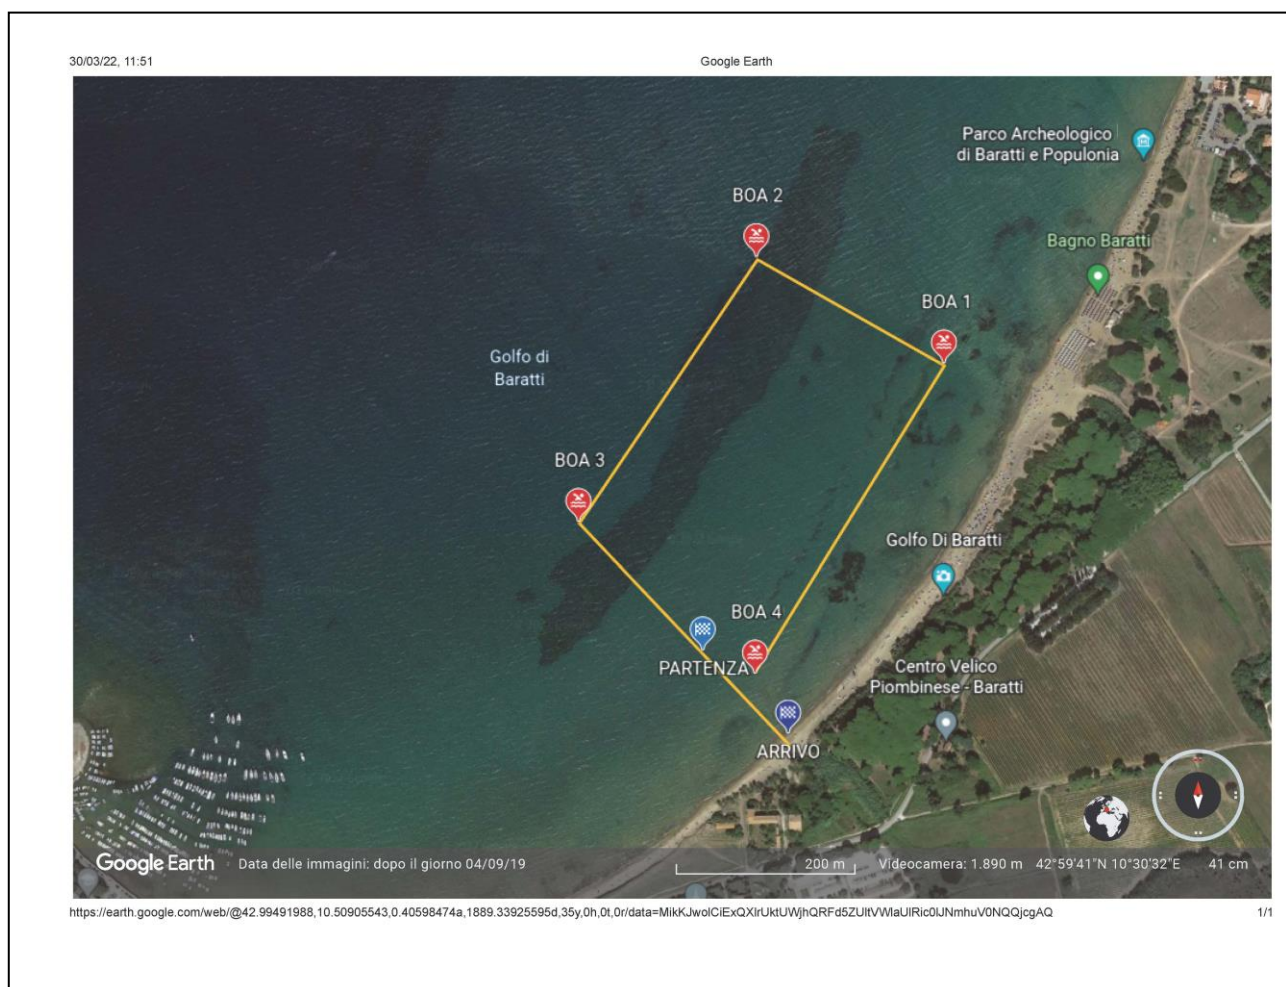 30/03/22, 11:51
Google Earth
Parco Archeologico
di Baratti e Populonia
BOA 2
Bagno Baratti
BOA 1
Golfo di
Baratti
BOA 3
Golfo Di Baratti
BOA 4
PARTENZA
Centro Velico
Piombinese - Baratti
ARRIVO
Google Earth
Data delle immagini: dopo il giorno 04/09/19
200 m
Videocamera: 1.890 m
42°59'41"N 10°30'32"E
41 cm
https://earth.google.com/web/@42.99491988,10.50905543,0.40598474a,1889.33925595d,35y,0h,0t,0r/data=MikKJwolCiExQXlrUktUWjhQRFd5ZUltVWlaUlRic0lJNmhuV0NQQjcgAQ
1/1